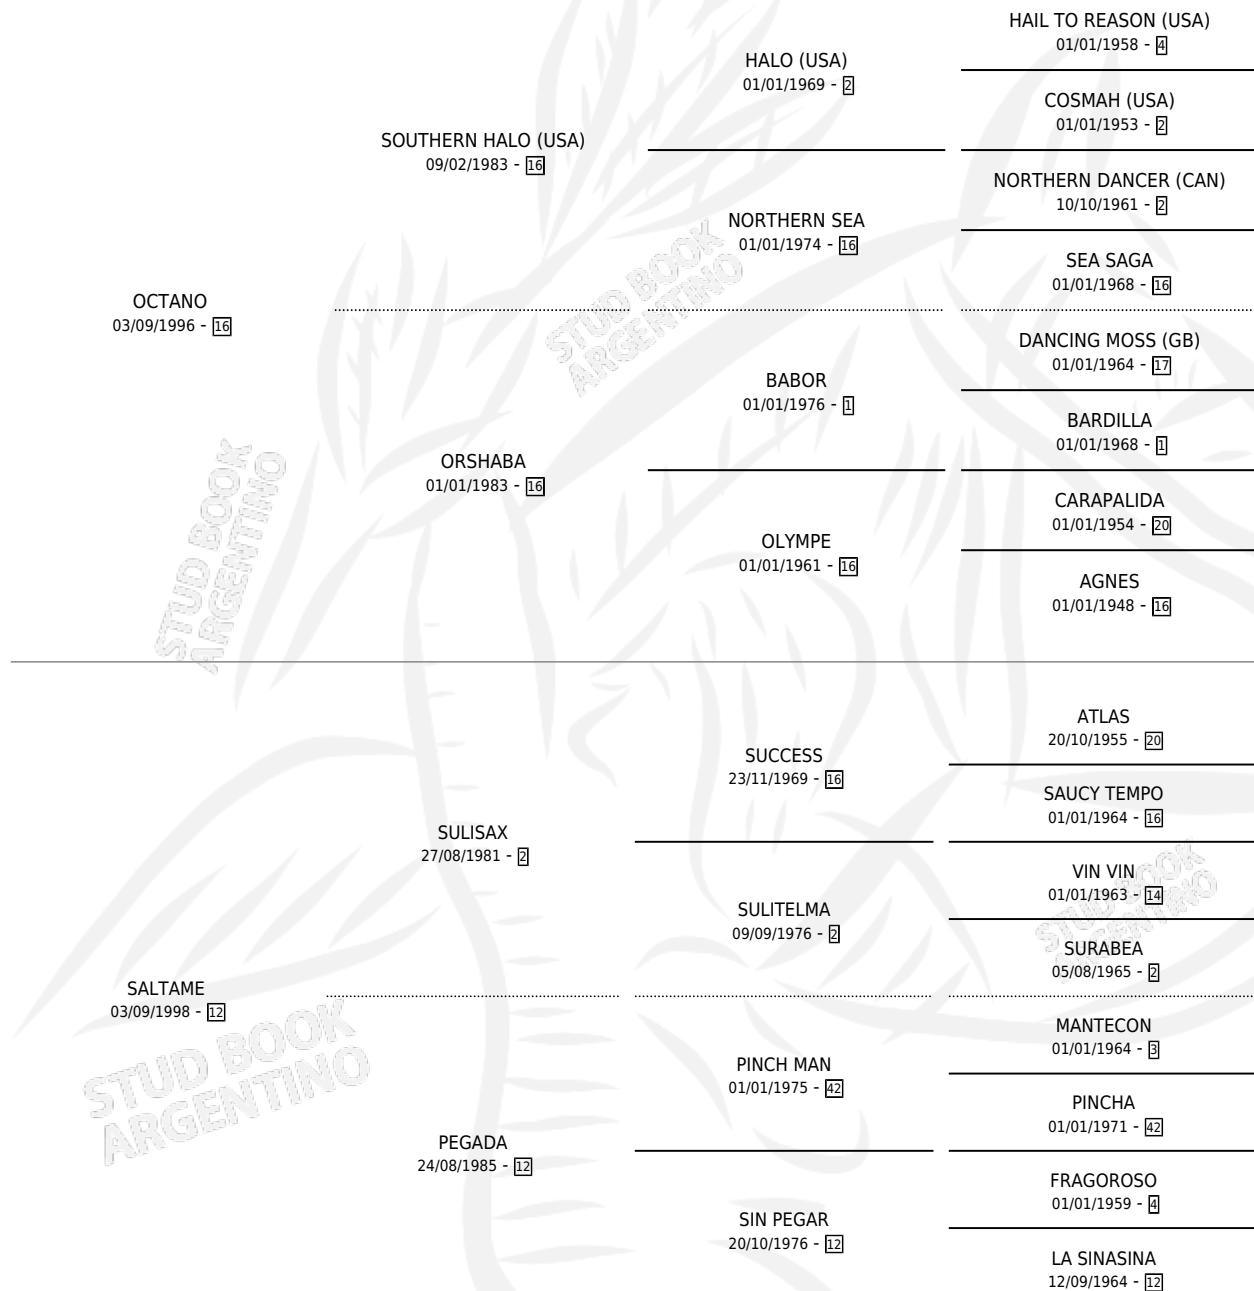 HAIL TO REASON (USA)
01/01/1958 - 4
HALO (USA)
01/01/1969 - 2
COSMAH (USA)
01/01/1953 - 2
SOUTHERN HALO (USA)
09/02/1983 - 16
NORTHERN DANCER (CAN)
10/10/1961 - 2
NORTHERN SEA
01/01/1974 - 16
SEA SAGA
01/01/1968 - 16
OCTANO
03/09/1996 - 16
DANCING MOSS (GB)
01/01/1964 - 17
BABOR
01/01/1976 - 1
BARDILLA
01/01/1968 - 1
ORSHABA
01/01/1983 - 16
CARAPALIDA
01/01/1954 - 20
OLYMPE
01/01/1961 - 16
AGNES
01/01/1948 - 16
ATLAS
20/10/1955 - 20
SUCCESS
23/11/1969 - 16
SAUCY TEMPO
01/01/1964 - 16
SULISAX
27/08/1981 - 2
VIN VIN
01/01/1963 - 14
SULITELMA
09/09/1976 - 2
SURABEA
05/08/1965 - 2
SALTAME
03/09/1998 - 12
MANTECON
01/01/1964 - 3
PINCH MAN
01/01/1975 - 42
PINCHA
01/01/1971 - 42
PEGADA
24/08/1985 - 12
FRAGOROSO
01/01/1959 - 4
SIN PEGAR
20/10/1976 - 12
LA SINASINA
12/09/1964 - 12
STUD BOOK
ARGENTINO
STUD BOOK
ARGENTINO
STUD BOOK
ARGENTINO
STUD BOOK
ARGENTINO